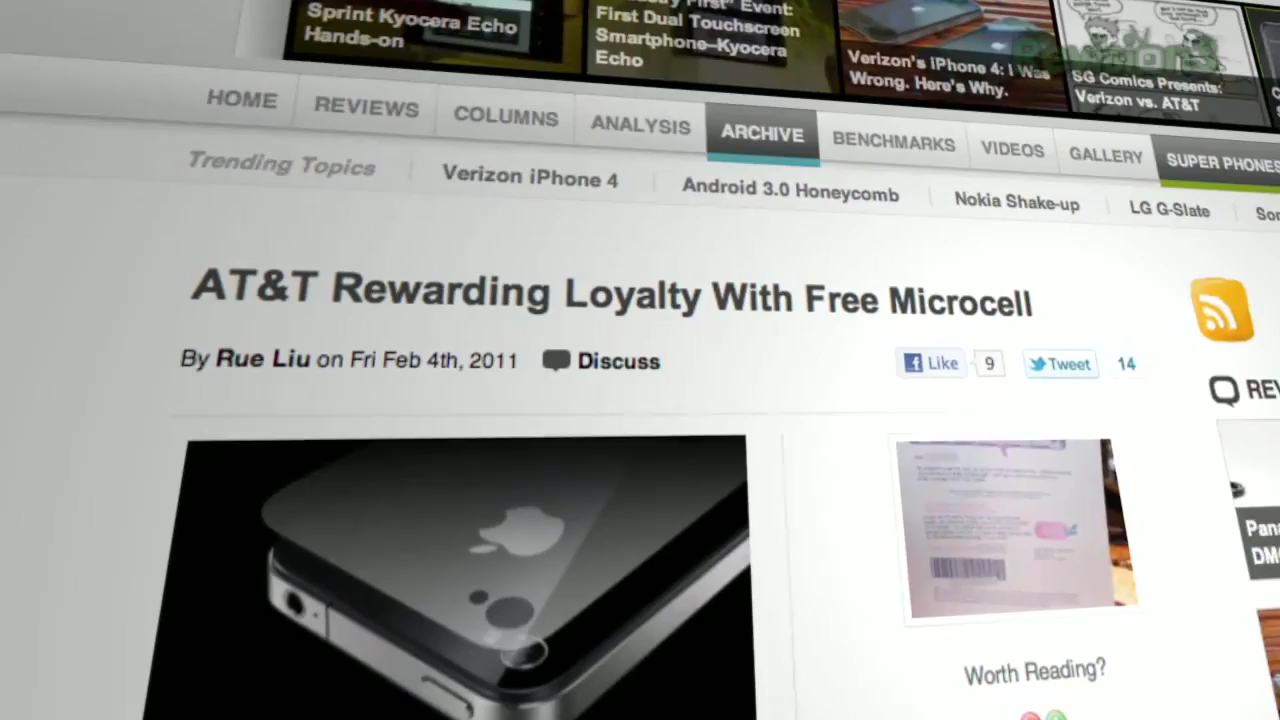 Sprint Kyocera Echo
Hands-on
Event:
First Dual Touchscreen
Smartphone–Kyocera
Echo
Verizon's iPhone 4: I Was
Wrong. Here's Why.
SG Comics Presents:
Verizon vs. AT&T
HOME
REVIEWS
COLUMNS
ANALYSIS
ARCHIVE
BENCHMARKS
VIDEOS
GALLERY
SUPER PHONES
Trending Topics
Verizon iPhone 4
Android 3.0 Honeycomb
Nokia Shake-up
LG G-Slate
AT&T Rewarding Loyalty With Free Microcell
By Rue Liu on Fri Feb 4th, 2011
Discuss
Like
9
Tweet
14
Worth Reading?